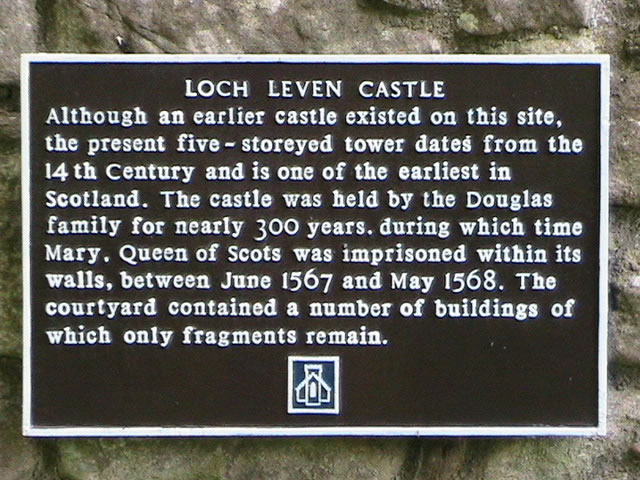 LOCH LEVEN CASTLE
Although an earlier castle existed on this site,
the present five-storeyed tower dates from the
14th Century and is one of the earliest in
Scotland. The castle was held by the Douglas
family for nearly 300 years. during which time
Mary, Queen of Scots was imprisoned within its
walls, between June 1567 and May 1568. The
courtyard contained a number of buildings of
which only fragments remain.